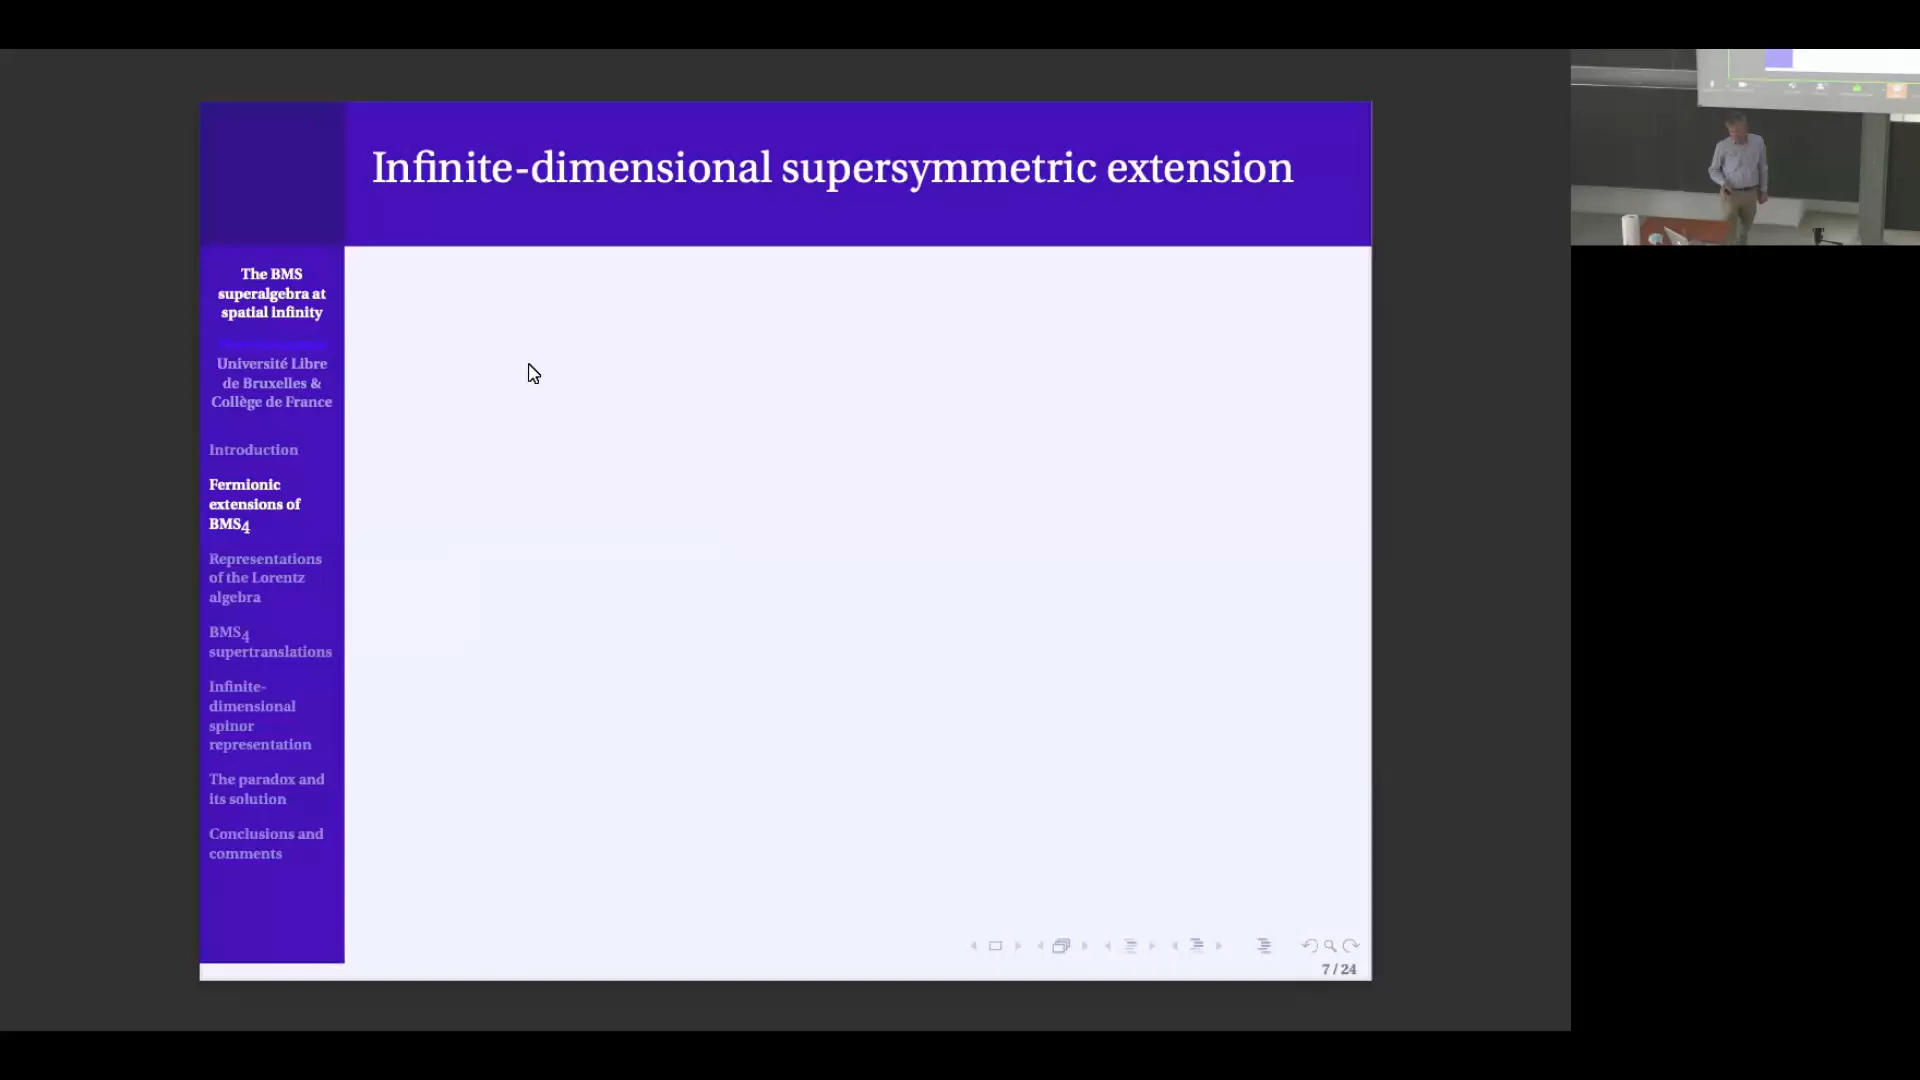 Infinite-dimensional supersymmetric extension
The BMS
superalgebra at
spatial infinity
Université Libre
de Bruxelles &
Collège de France
Introduction
Fermionic
extensions of
BMS4
Representations
of the Lorentz
algebra
BMS4
supertranslations
Infinite-
dimensional
spinor
representation
The paradox and
its solution
Conclusions and
comments
7 / 24